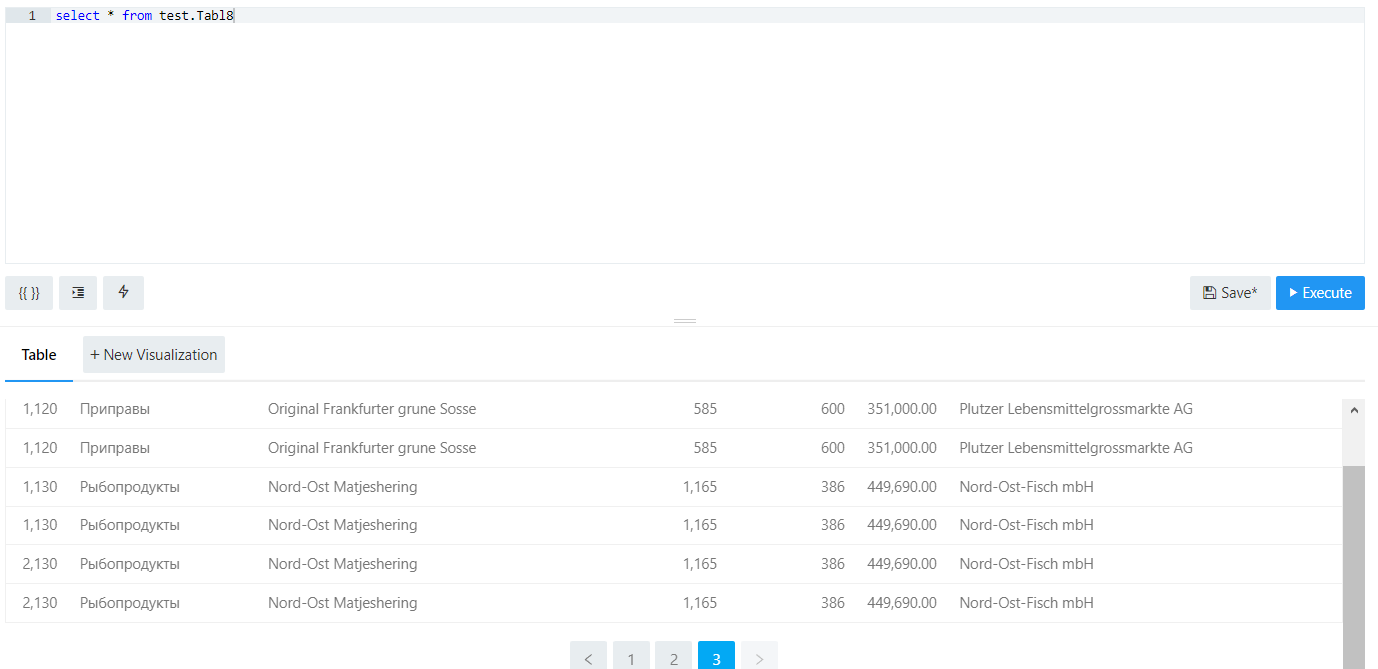 1 select * from test.Tabl8
{{ }} Save* Execute
Table + New Visualization
1,120 Приправы Original Frankfurter grune Sosse 585 600 351,000.00 Plutzer Lebensmittelgrossmarkte AG
1,120 Приправы Original Frankfurter grune Sosse 585 600 351,000.00 Plutzer Lebensmittelgrossmarkte AG
1,130 Рыбопродукты Nord-Ost Matjeshering 1,165 386 449,690.00 Nord-Ost-Fisch mbH
1,130 Рыбопродукты Nord-Ost Matjeshering 1,165 386 449,690.00 Nord-Ost-Fisch mbH
2,130 Рыбопродукты Nord-Ost Matjeshering 1,165 386 449,690.00 Nord-Ost-Fisch mbH
2,130 Рыбопродукты Nord-Ost Matjeshering 1,165 386 449,690.00 Nord-Ost-Fisch mbH
< 1 2 3 >